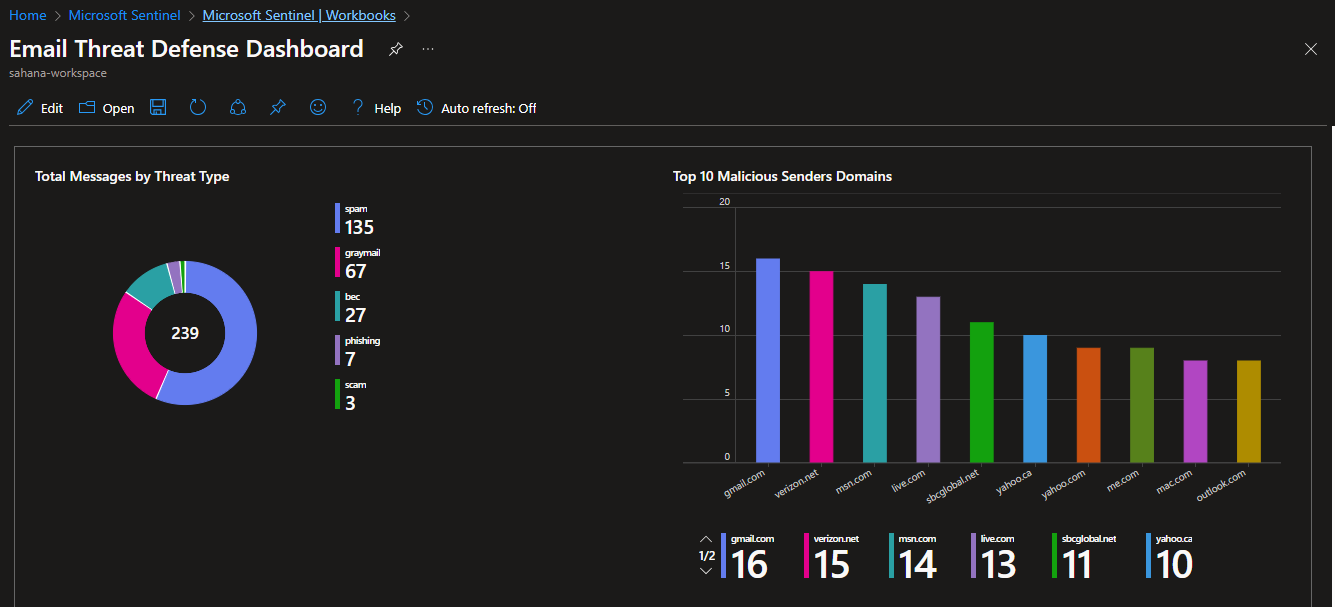 Home > Microsoft Sentinel > Microsoft Sentinel | Workbooks >
Email Threat Defense Dashboard
sahana-workspace
Edit Open ? Help Auto refresh: Off
Total Messages by Threat Type
239
spam
135
graymail
67
bec
27
phishing
7
scam
3
Top 10 Malicious Senders Domains
20
15
10
5
0
gmail.com verizon.net msn.com live.com sbcglobal.net yahoo.ca yahoo.com me.com mac.com outlook.com
1/2
gmail.com verizon.net msn.com live.com sbcglobal.net yahoo.ca
16 15 14 13 11 10